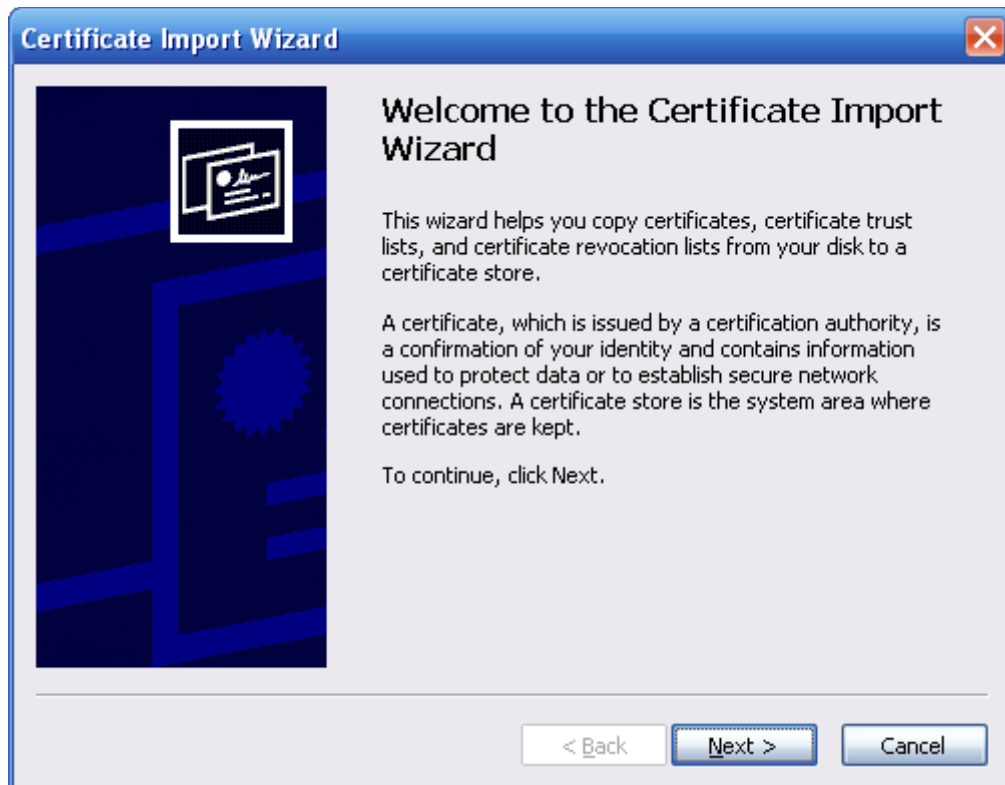 Certificate Import Wizard
Welcome to the Certificate Import
Wizard
This wizard helps you copy certificates, certificate trust
lists, and certificate revocation lists from your disk to a
certificate store.
A certificate, which is issued by a certification authority, is
a confirmation of your identity and contains information
used to protect data or to establish secure network
connections. A certificate store is the system area where
certificates are kept.
To continue, click Next.
< Back
Next >
Cancel